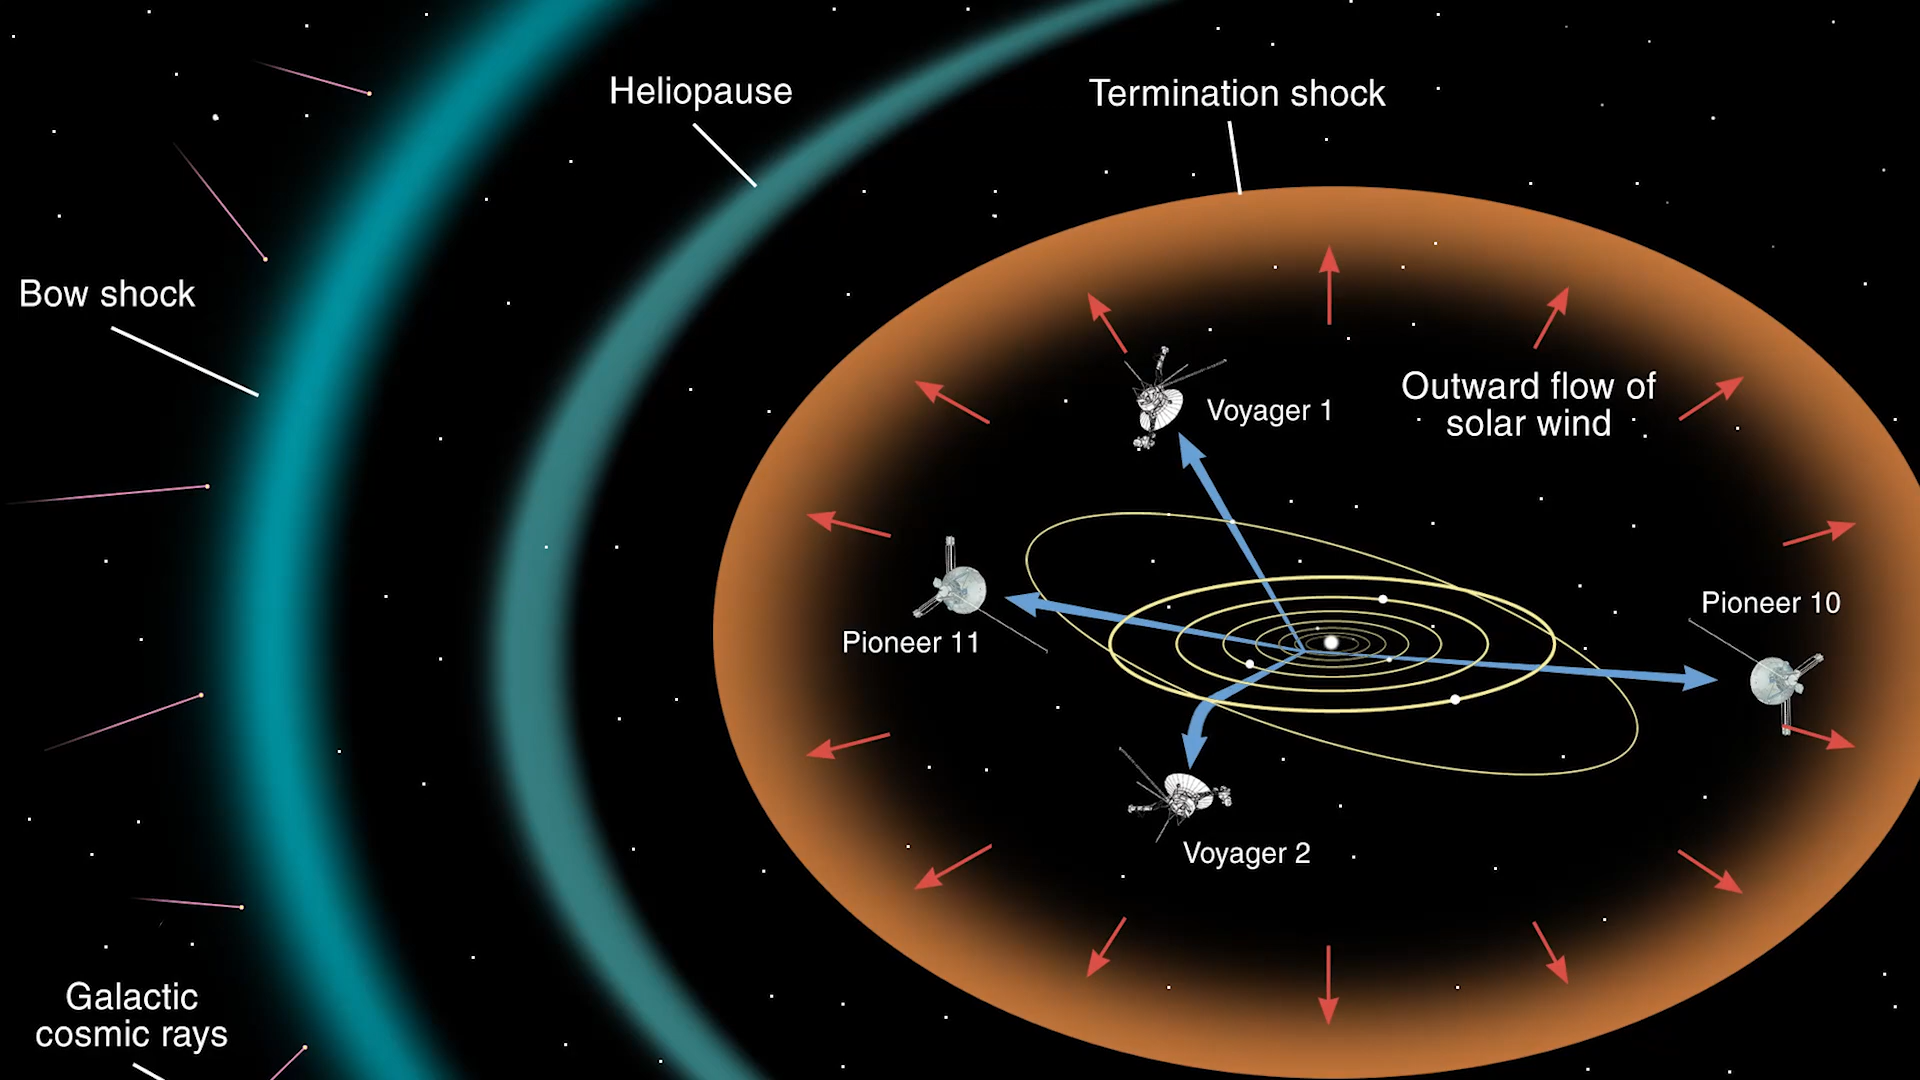 Heliopause
Termination shock
Bow shock
Outward flow of
solar wind
Voyager 1
Pioneer 11
Pioneer 10
Voyager 2
Galactic
cosmic rays